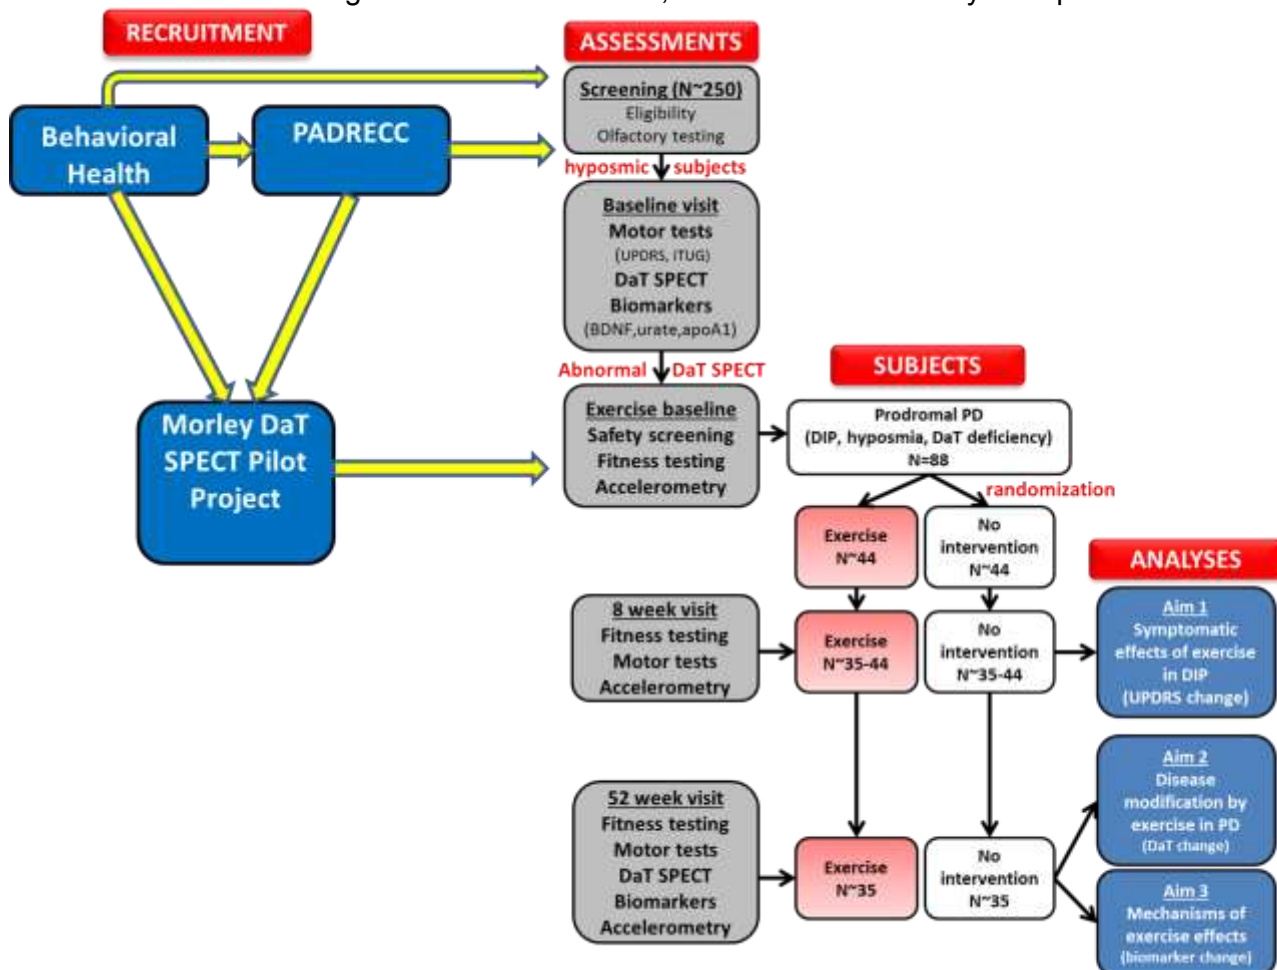 RECRUITMENT
Behavioral
Health
PADRECC
Morley DaT
SPECT Pilot
Project
ASSESSMENTS
Screening (N~250)
Eligibility
Olfactory testing
hyposmic subjects
Baseline visit
Motor tests
(UPDRS, iTUG)
DaT SPECT
Biomarkers
(BDNF,urate,apoA1)
Abnormal DaT SPECT
Exercise baseline
Safety screening
Fitness testing
Accelerometry
SUBJECTS
Prodromal PD
(DIP, hyposmia, DaT deficiency)
N=88
randomization
Exercise
N~44
No
intervention
N~44
8 week visit
Fitness testing
Motor tests
Accelerometry
Exercise
N~35-44
No
intervention
N~35-44
ANALYSES
Aim 1
Symptomatic
effects of exercise
in DIP
(UPDRS change)
52 week visit
Fitness testing
Motor tests
DaT SPECT
Biomarkers
Accelerometry
Exercise
N~35
No
intervention
N~35
Aim 2
Disease
modification by
exercise in PD
(DaT change)
Aim 3
Mechanisms of
exercise effects
(biomarker change)